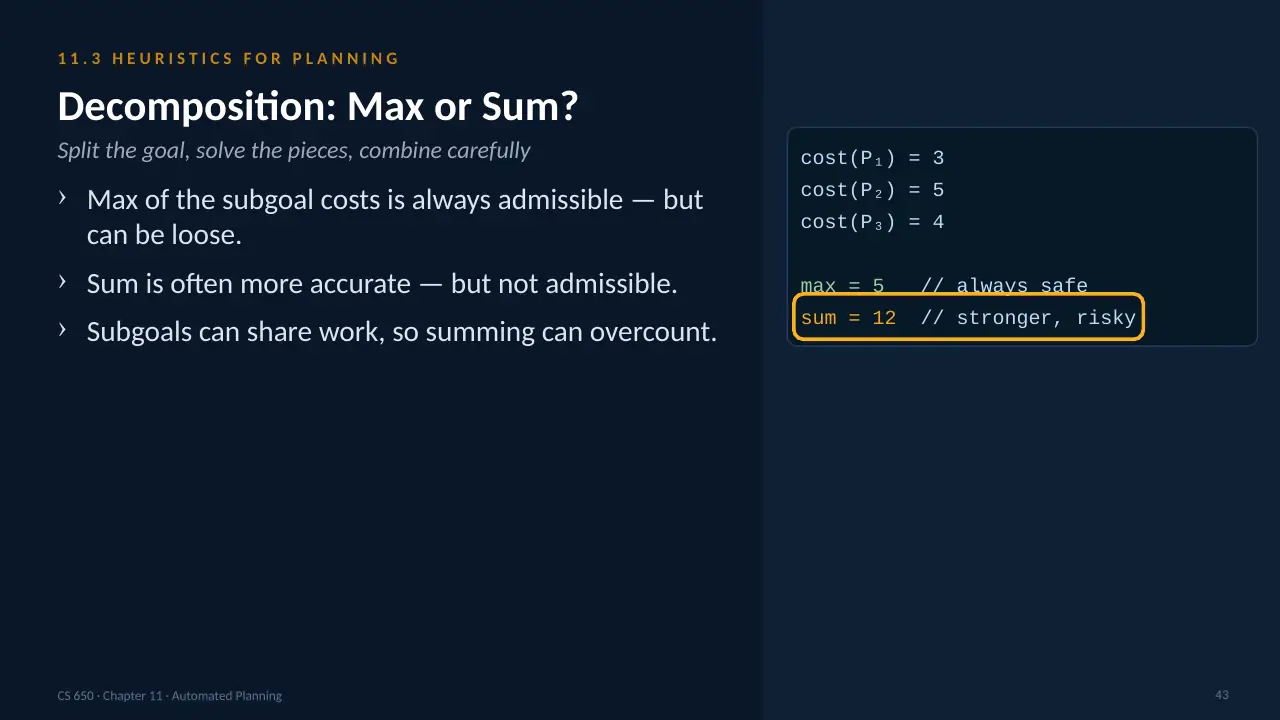 11.3 HEURISTICS FOR PLANNING
Decomposition: Max or Sum?
Split the goal, solve the pieces, combine carefully
› Max of the subgoal costs is always admissible — but
can be loose.
› Sum is often more accurate — but not admissible.
› Subgoals can share work, so summing can overcount.
cost(P₁) = 3
cost(P₂) = 5
cost(P₃) = 4
max = 5   // always safe
sum = 12  // stronger, risky
CS 650 · Chapter 11 · Automated Planning
43